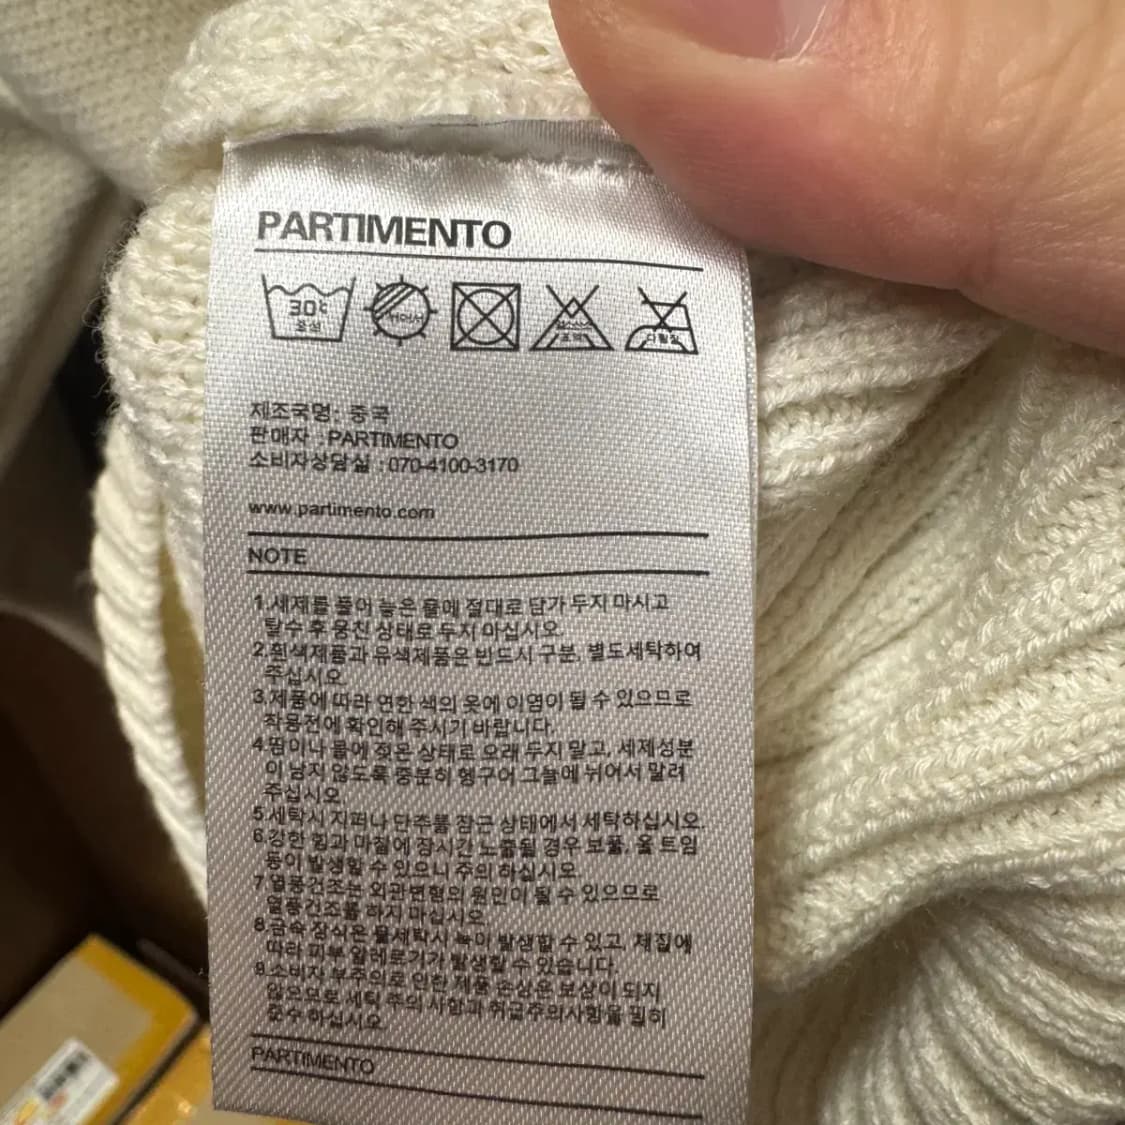 PARTIMENTO
30℃
중성
뉘어서
염소산소
표백
다림질
제조국명: 중국
판매자 : PARTIMENTO
소비자상담실 : 070-4100-3170
www.partimento.com
NOTE
1.세제를 풀어 놓은 물에 절대로 담가 두지 마시고
탈수 후 뭉친 상태로 두지 마십시오.
2.흰색제품과 유색제품은 반드시 구분, 별도세탁하여
주십시오.
3.제품에 따라 연한 색의 옷에 이염이 될 수 있으므로
착용전에 확인해 주시기 바랍니다.
4.땀이나 물에 젖은 상태로 오래 두지 말고, 세제성분
이 남지 않도록 충분히 헹구어 그늘에 뉘어서 말려
주십시오
5.세탁시 지퍼나 단추를 잠근 상태에서 세탁하십시오.
6.강한 힘과 마찰에 장시간 노출될 경우 보풀, 올 트임
등이 발생할 수 있으니 주의 하십시오.
7.열풍건조는 외관변형의 원인이 될 수 있으므로
열풍건조를 하지 마십시오.
8.금속 장식은 물세탁시 녹이 발생할 수 있고, 체질에
따라 피부 알레르기가 발생할 수 있습니다.
9.소비자 부주의로 인한 제품 손상은 보상이 되지
않으므로 세탁 주의 사항과 취급주의사항을 필히
준수 하십시오.
PARTIMENTO